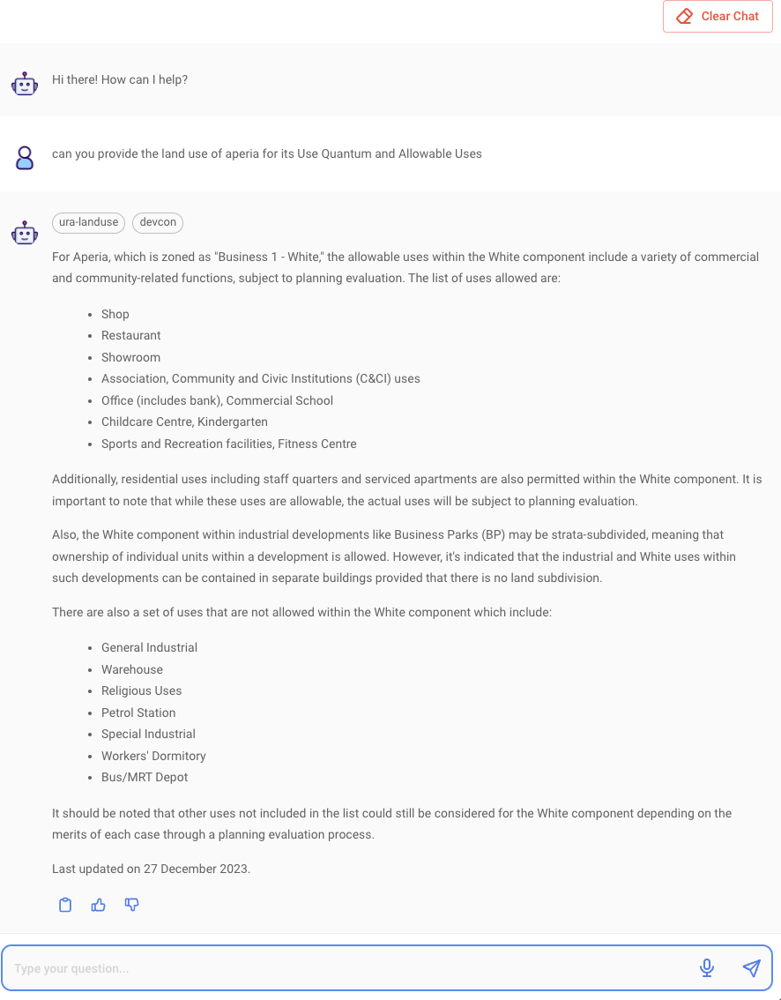 Clear Chat
Hi there! How can I help?
can you provide the land use of aperia for its Use Quantum and Allowable Uses
ura-landuse devcon
For Aperia, which is zoned as "Business 1 - White," the allowable uses within the White component include a variety of commercial
and community-related functions, subject to planning evaluation. The list of uses allowed are:
• Shop
• Restaurant
• Showroom
• Association, Community and Civic Institutions (C&CI) uses
• Office (includes bank), Commercial School
• Childcare Centre, Kindergarten
• Sports and Recreation facilities, Fitness Centre
Additionally, residential uses including staff quarters and serviced apartments are also permitted within the White component. It is
important to note that while these uses are allowable, the actual uses will be subject to planning evaluation.
Also, the White component within industrial developments like Business Parks (BP) may be strata-subdivided, meaning that
ownership of individual units within a development is allowed. However, it's indicated that the industrial and White uses within
such developments can be contained in separate buildings provided that there is no land subdivision.
There are also a set of uses that are not allowed within the White component which include:
• General Industrial
• Warehouse
• Religious Uses
• Petrol Station
• Special Industrial
• Workers' Dormitory
• Bus/MRT Depot
It should be noted that other uses not included in the list could still be considered for the White component depending on the
merits of each case through a planning evaluation process.
Last updated on 27 December 2023.
Type your question...